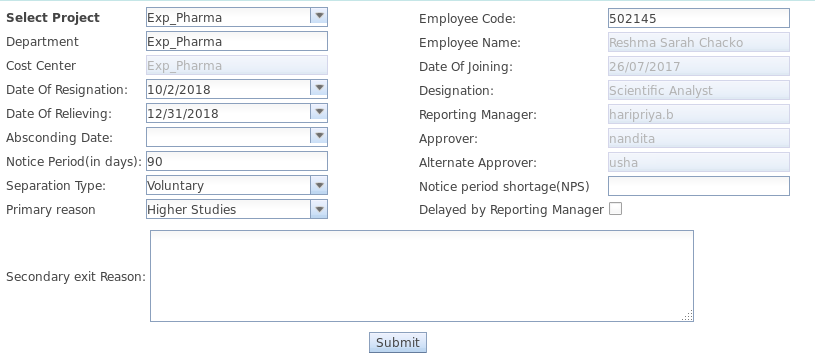 Select Project Exp_Pharma Employee Code: 502145
Department Exp_Pharma Employee Name: Reshma Sarah Chacko
Cost Center Exp_Pharma Date Of Joining: 26/07/2017
Date Of Resignation: 10/2/2018 Designation: Scientific Analyst
Date Of Relieving: 12/31/2018 Reporting Manager: haripriya.b
Absconding Date: Approver: nandita
Notice Period(in days): 90 Alternate Approver: usha
Separation Type: Voluntary Notice period shortage(NPS)
Primary reason Higher Studies Delayed by Reporting Manager
Secondary exit Reason:
Submit